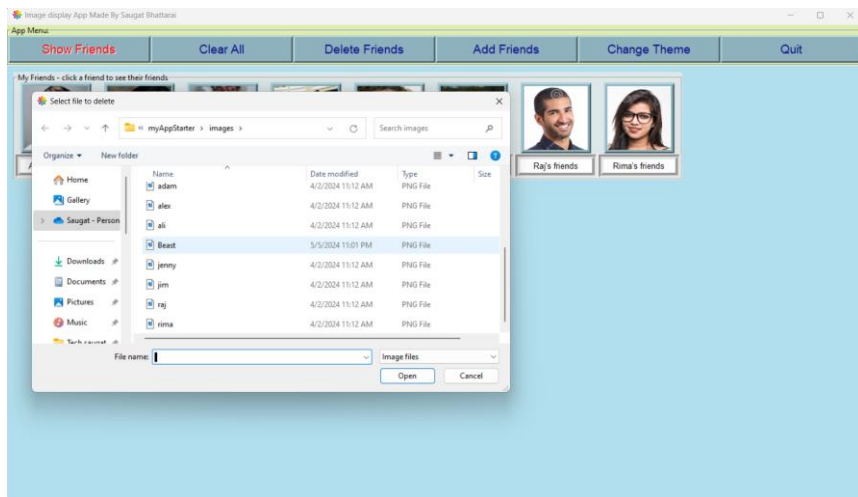 Image display App Made By Saugat Bhattarai
App Menu:
Show Friends Clear All Delete Friends Add Friends Change Theme Quit
My Friends - click a friend to see their friends
Select file to delete
myAppStarter > images > Search images
Organize New folder
Name Date modified Type Size
Home
Gallery
Saugat - Person
Downloads
Documents
Pictures
Music
adam 4/2/2024 11:12 AM PNG File
alex 4/2/2024 11:12 AM PNG File
ali 4/2/2024 11:12 AM PNG File
Beast 5/5/2024 11:01 PM PNG File
jenny 4/2/2024 11:12 AM PNG File
jim 4/2/2024 11:12 AM PNG File
raj 4/2/2024 11:12 AM PNG File
rima 4/2/2024 11:12 AM PNG File
File name: Image files
Open Cancel
Raj's friends Rima's friends